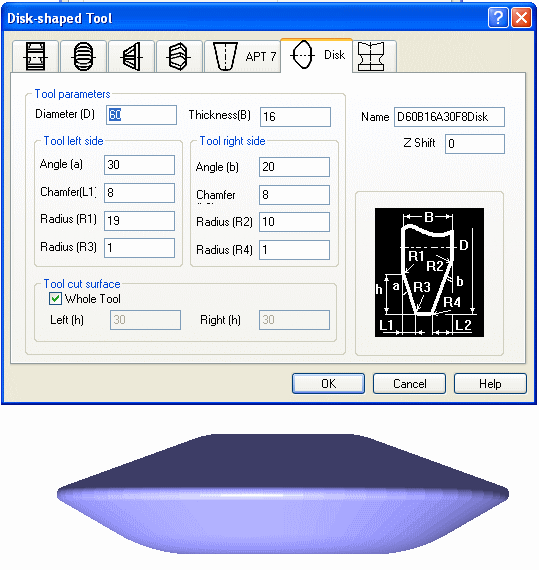 Disk-shaped Tool
APT 7
Disk
Tool parameters
Diameter (D) 60 Thickness(B) 16
Name D60B16A30F8Disk
Z Shift 0
Tool left side
Angle (a) 30
Chamfer(L1) 8
Radius (R1) 19
Radius (R3) 1
Tool right side
Angle (b) 20
Chamfer 8
Radius (R2) 10
Radius (R4) 1
Tool cut surface
Whole Tool
Left (h) 30 Right (h) 30
B
D
R1 R2
h a b
R3
R4
L1 L2
OK Cancel Help